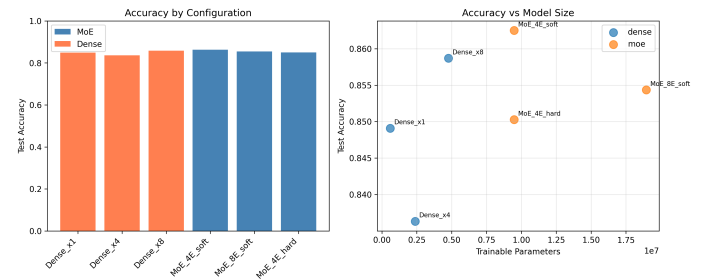 Accuracy by Configuration
1.0
0.8
0.6
0.4
0.2
0.0
Test Accuracy
MoE
Dense
Dense_x1
Dense_x4
Dense_x8
MoE_4E_soft
MoE_8E_soft
MoE_4E_hard
Accuracy vs Model Size
0.860
0.855
0.850
0.845
0.840
Test Accuracy
MoE_4E_soft
dense
moe
Dense_x8
MoE_8E_soft
Dense_x1
MoE_4E_hard
Dense_x4
0.00
0.25
0.50
0.75
1.00
1.25
1.50
1.75
1e7
Trainable Parameters